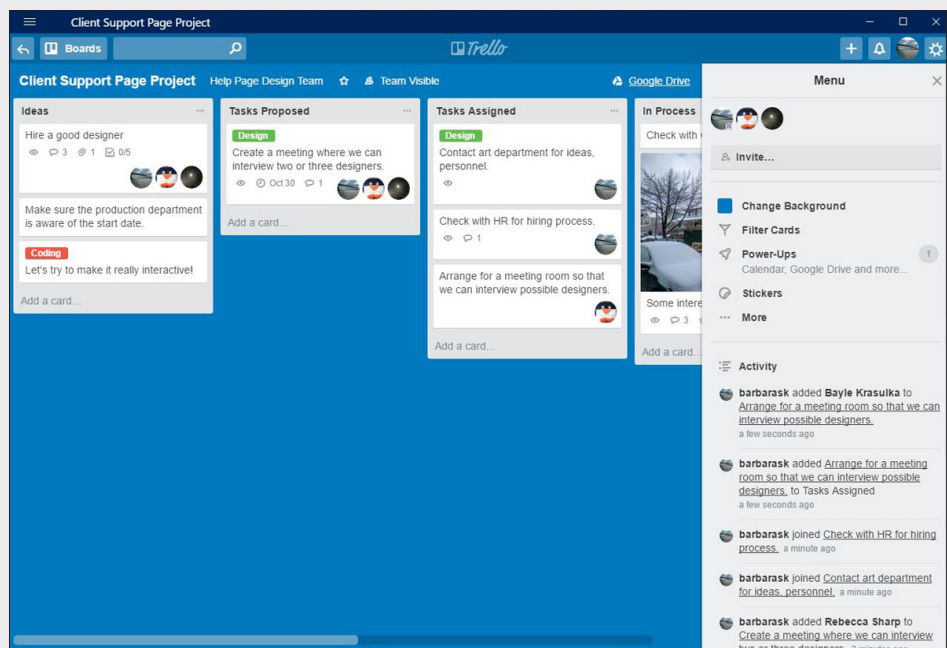 Client Support Page Project
Boards
Trello
Client Support Page Project
Help Page Design Team
Team Visible
Google Drive
Ideas
Hire a good designer
3 1 0/5
Make sure the production department
is aware of the start date.
Coding
Let's try to make it really interactive!
Add a card...
Tasks Proposed
Design
Create a meeting where we can
interview two or three designers.
Oct 30 1
Add a card...
Tasks Assigned
Design
Contact art department for ideas,
personnel.
Check with HR for hiring process.
1
Arrange for a meeting room so that
we can interview possible designers.
Add a card...
In Process
Check with
Some intere
3
Add a card...
Menu
Invite...
Change Background
Filter Cards
Power-Ups
1
Calendar, Google Drive and more...
Stickers
More
Activity
barbarask added Bayle Krasulka to
Arrange for a meeting room so that we can
interview possible designers.
a few seconds ago
barbarask added Arrange for a meeting
room so that we can interview possible
designers. to Tasks Assigned
a few seconds ago
barbarask joined Check with HR for hiring
process. a minute ago
barbarask joined Contact art department
for ideas, personnel. a minute ago
barbarask added Rebecca Sharp to
Create a meeting where we can interview
two or three designers. 2 minutes ago